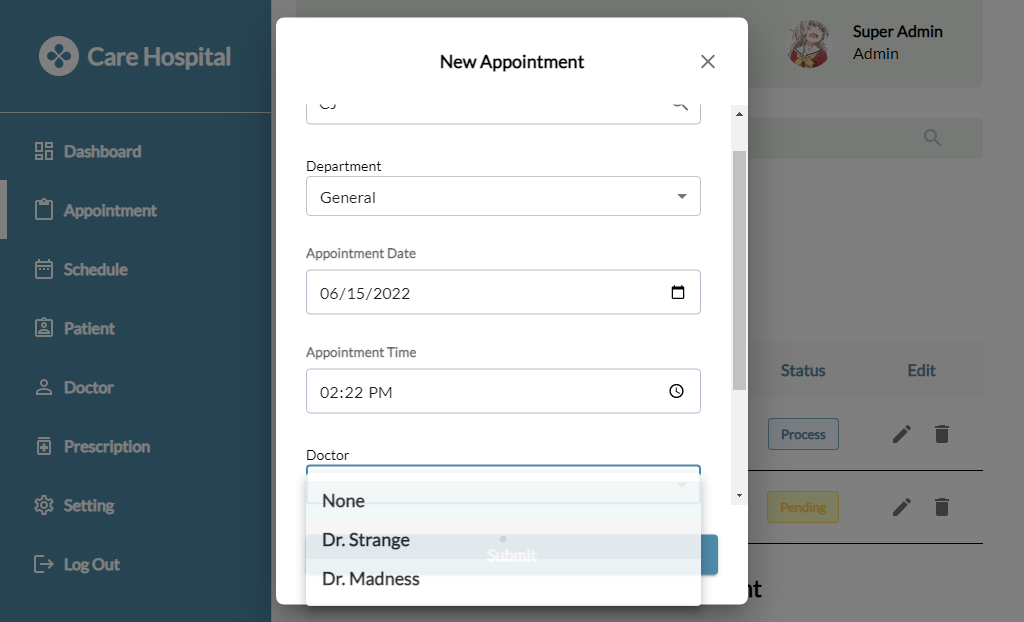 Care Hospital
Dashboard
Appointment
Schedule
Patient
Doctor
Prescription
Setting
Log Out
New Appointment
Department
General
Appointment Date
06/15/2022
Appointment Time
02:22 PM
Doctor
None
Dr. Strange
Submit
Dr. Madness
Super Admin
Admin
Status Edit
Process
Pending